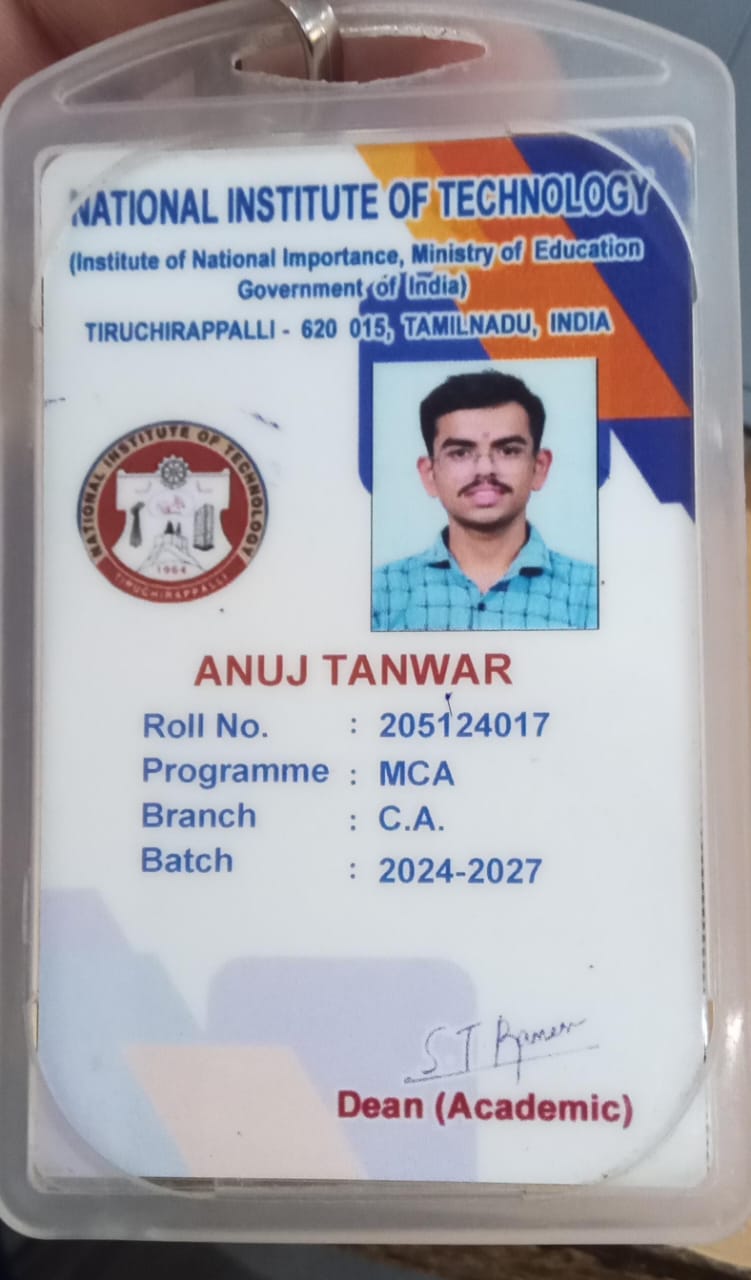 NATIONAL INSTITUTE OF TECHNOLOGY
(Institute of National Importance, Ministry of Education
Government of India)
TIRUCHIRAPPALLI - 620 015, TAMILNADU, INDIA
NATIONAL INSTITUTE OF TECHNOLOGY
1964
TIRUCHIRAPPALLI
ANUJ TANWAR
Roll No. : 205124017
Programme : MCA
Branch : C.A.
Batch : 2024-2027
S T Ramen
Dean (Academic)